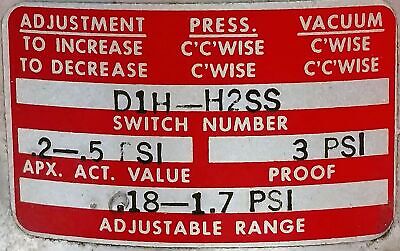 ADJUSTMENT PRESS. VACUUM
TO INCREASE C'C'WISE C'WISE
TO DECREASE C'WISE C'C'WISE
D1H—H2SS
SWITCH NUMBER
.2—.5 PSI 3 PSI
APX. ACT. VALUE PROOF
.18—1.7 PSI
ADJUSTABLE RANGE